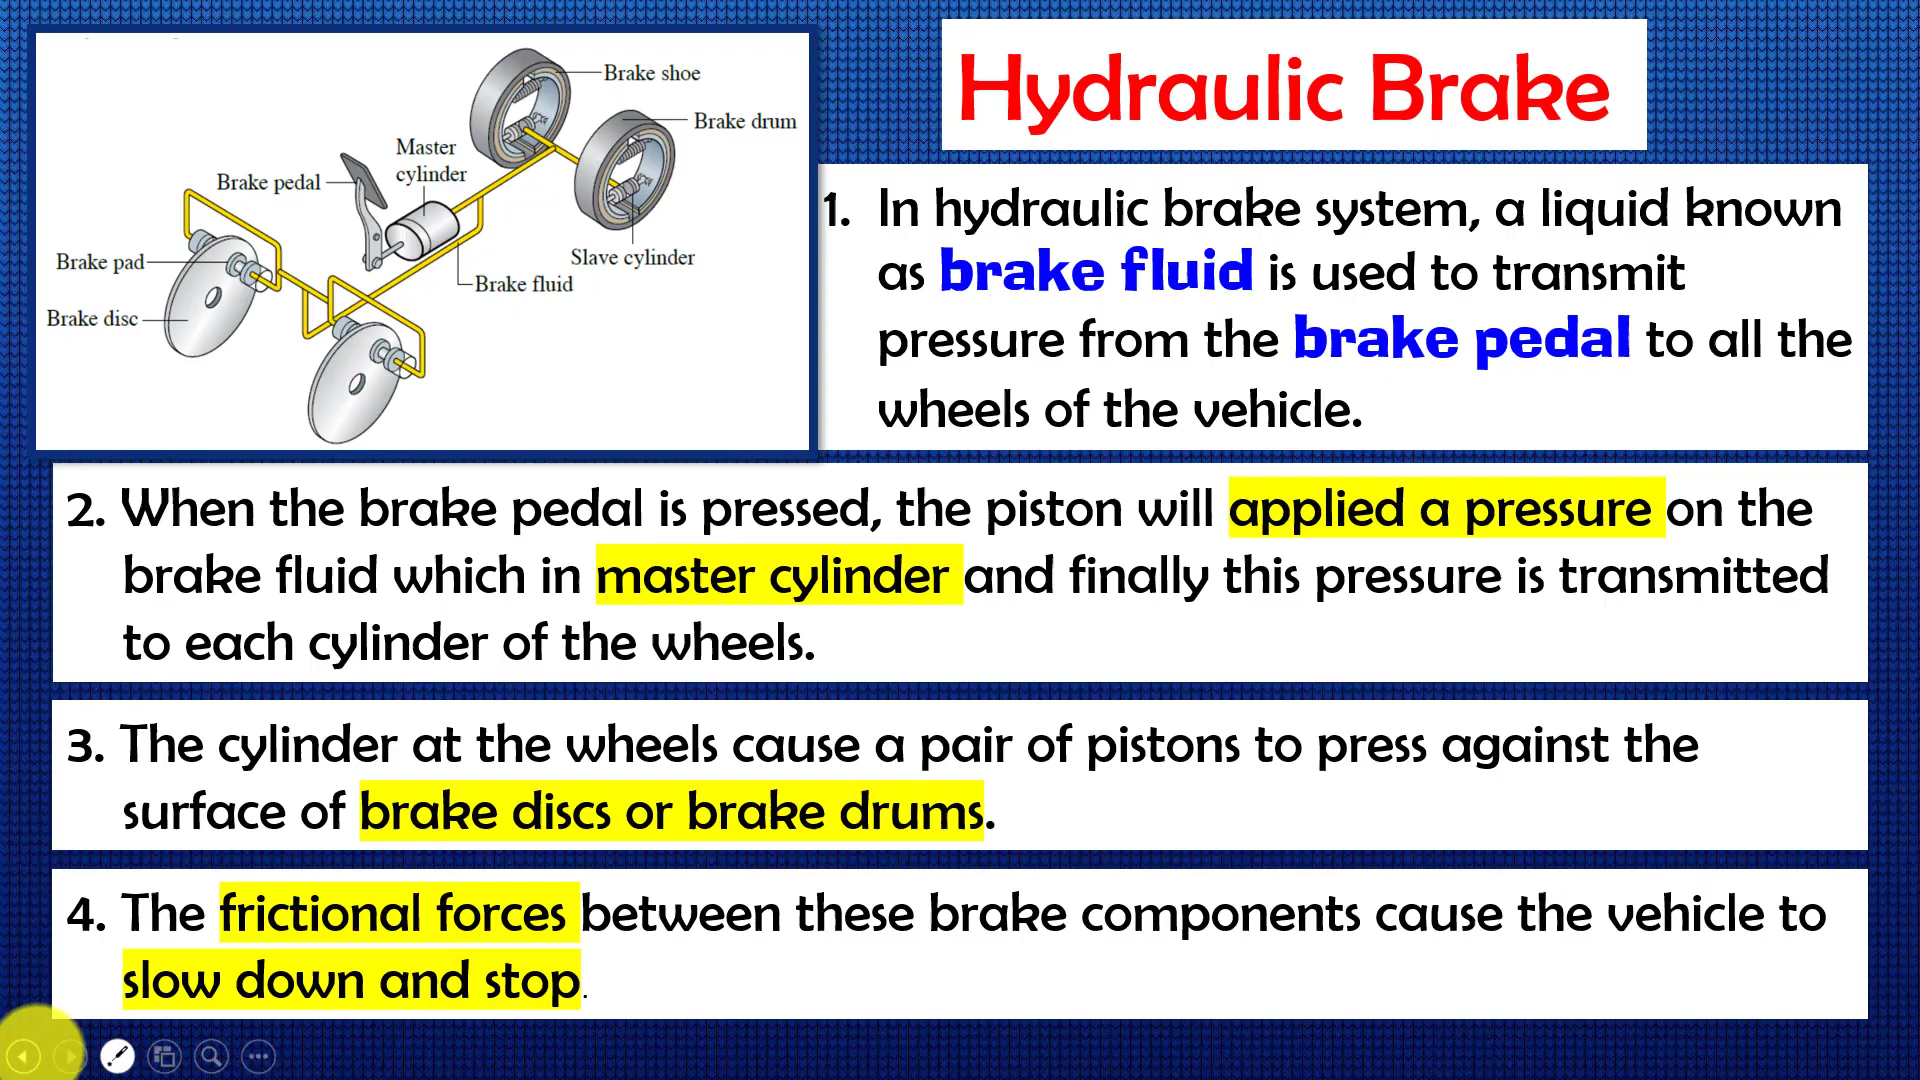 Hydraulic Brake
Brake shoe
Brake drum
Master
cylinder
Brake pedal
Slave cylinder
Brake pad
Brake fluid
Brake disc
1. In hydraulic brake system, a liquid known
as brake fluid is used to transmit
pressure from the brake pedal to all the
wheels of the vehicle.
2. When the brake pedal is pressed, the piston will applied a pressure on the
brake fluid which in master cylinder and finally this pressure is transmitted
to each cylinder of the wheels.
3. The cylinder at the wheels cause a pair of pistons to press against the
surface of brake discs or brake drums.
4. The frictional forces between these brake components cause the vehicle to
slow down and stop.